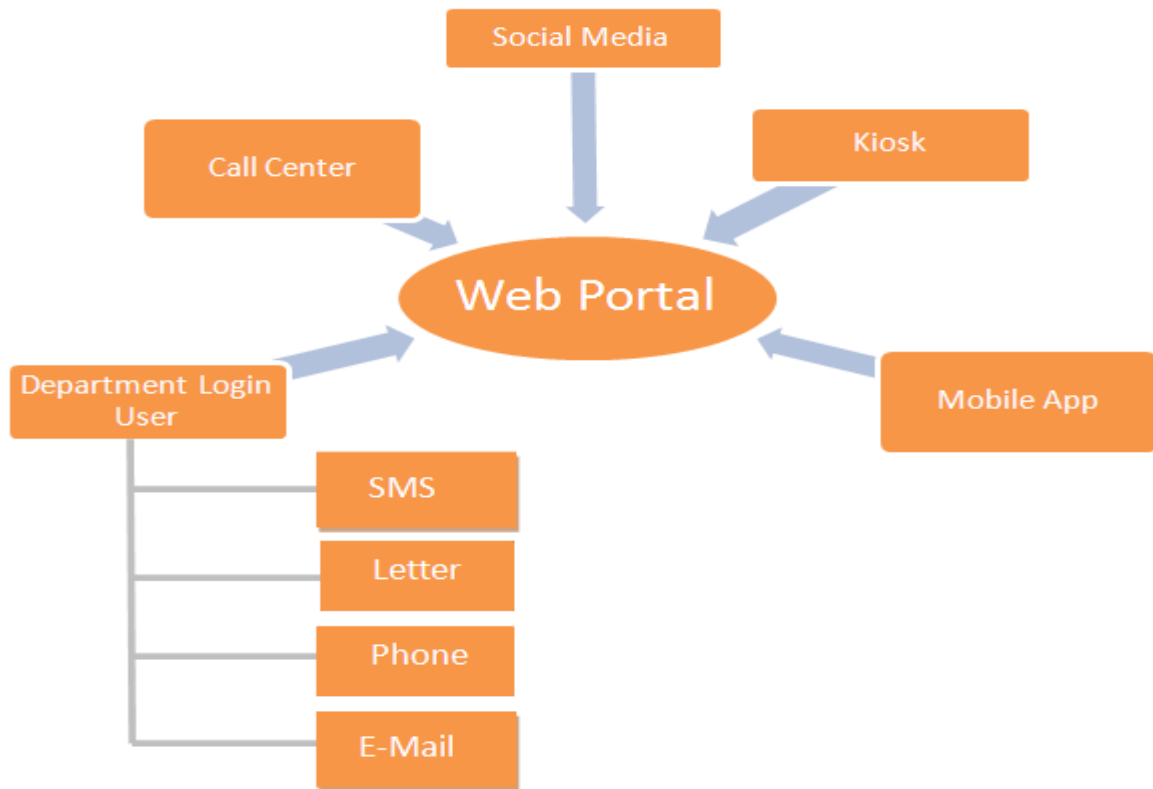 Social Media
Call Center
Kiosk
Web Portal
Department Login
User
Mobile App
SMS
Letter
Phone
E-Mail